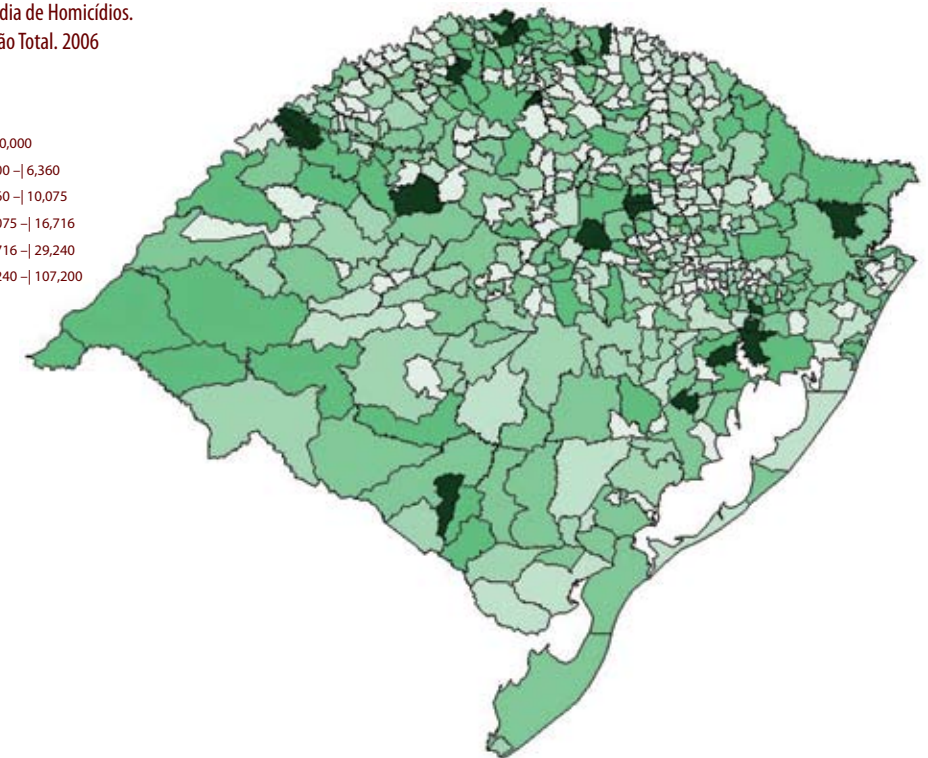 dia de Homicídios.
ão Total. 2006
0,000
00 –| 6,360
60 –| 10,075
075 –| 16,716
716 –| 29,240
240 –| 107,200